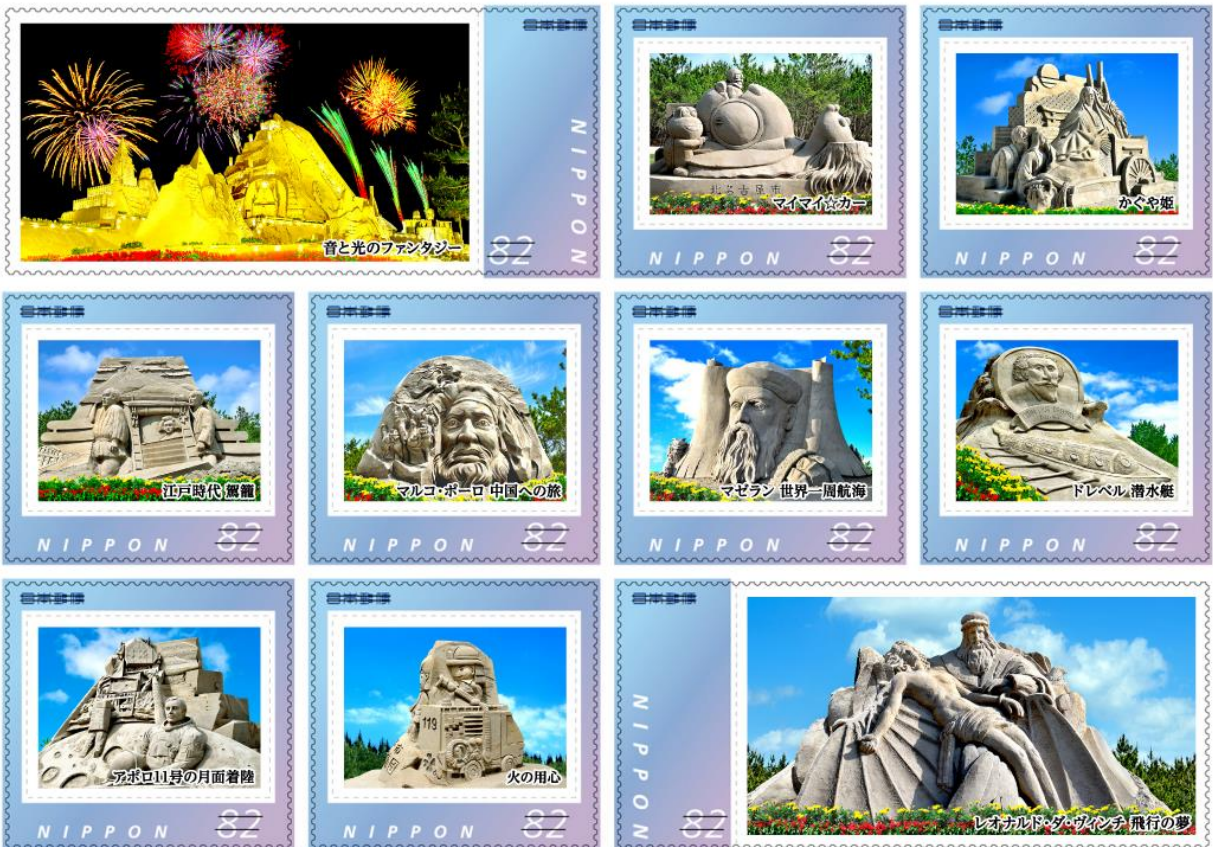 日本郵便
NIPPON
82
音と光のファンタジー
日本郵便
北名古屋市
マイマイ☆カー
NIPPON 82
日本郵便
かぐや姫
NIPPON 82
日本郵便
江戸時代 駕籠
NIPPON 82
日本郵便
マルコ・ポーロ 中国への旅
NIPPON 82
日本郵便
マゼラン 世界一周航海
NIPPON 82
日本郵便
ドレベル 潜水艇
NIPPON 82
日本郵便
アポロ11号の月面着陸
NIPPON 82
日本郵便
119
火の用心
NIPPON 82
日本郵便
NIPPON
82
レオナルド・ダ・ヴィンチ 飛行の夢